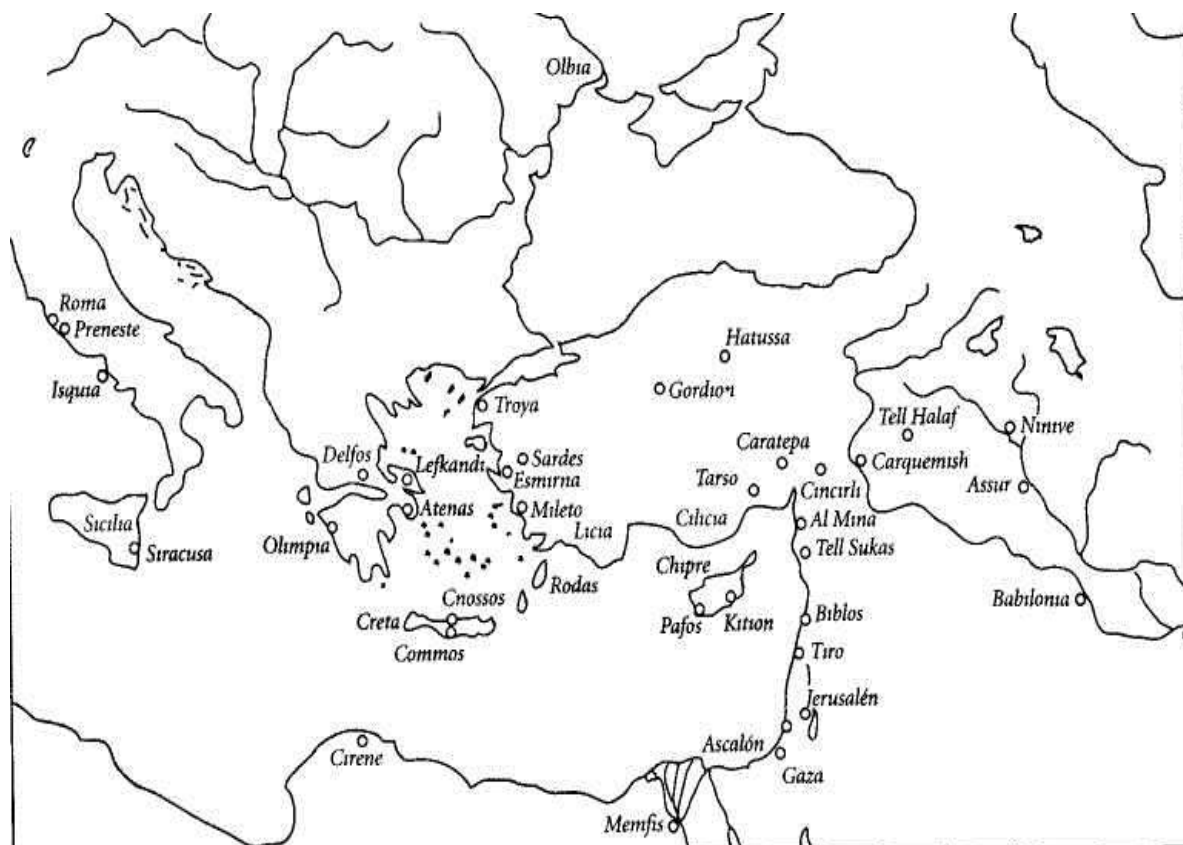 Olbia
Roma
Preneste
Isquia
Hatussa
Gordion
Troya
Tell Halaf
Ninive
Delfos
Lefkandi
Sardes
Esmirna
Caratepa
Carquemish
Tarso
Cincirli
Assur
Sicilia
Siracusa
Olimpia
Atenas
Mileto
Licia
Cilicia
Al Mina
Tell Sukas
Chipre
Rodas
Cnossos
Creta
Commos
Pafos
Kition
Biblos
Babilonia
Tiro
Jerusalén
Cirene
Ascalón
Gaza
Memfis